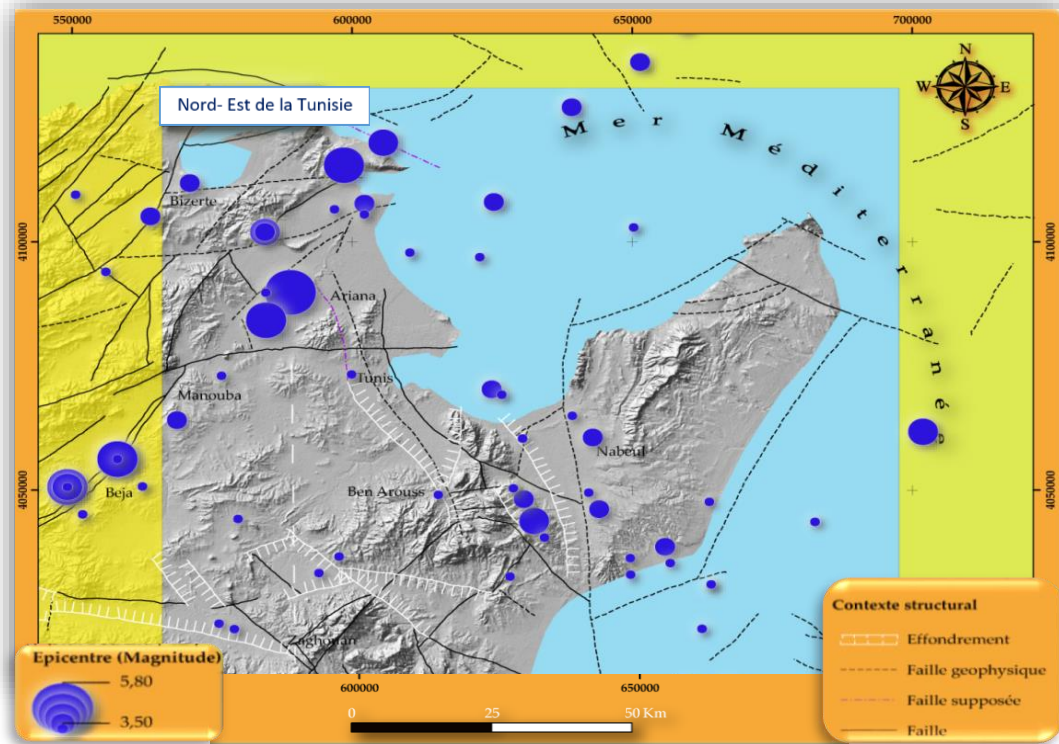 550000
600000
650000
700000
Nord- Est de la Tunisie
N
W E
S
Mer Méditerranée
Bizerte
4100000
4100000
Ariana
Tunis
Manouba
Nabeul
Beja
Ben Arouss
4050000
4050000
Zaghouan
Contexte structural
Effondrement
Faille geophysique
Faille supposée
Faille
Epicentre (Magnitude)
5,80
3,50
600000
650000
0 25 50 Km